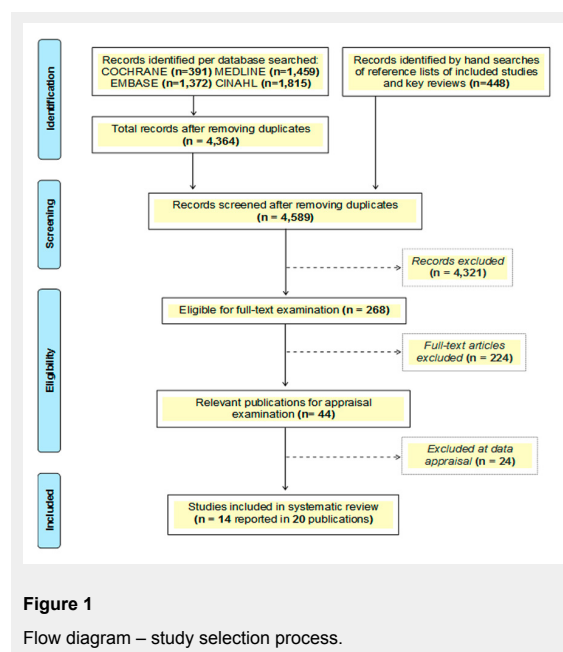 Identification
Records identified per database searched:
COCHRANE (n=391) MEDLINE (n=1,459)
EMBASE (n=1,372) CINAHL (n=1,815)
Records identified by hand searches
of reference lists of included studies
and key reviews (n=448)
Total records after removing duplicates
(n = 4,364)
Screening
Records screened after removing duplicates
(n = 4,589)
Records excluded
(n = 4,321)
Eligibility
Eligible for full-text examination (n = 268)
Full-text articles
excluded (n = 224)
Relevant publications for appraisal
examination (n= 44)
Excluded at data
appraisal (n = 24)
Included
Studies included in systematic review
(n = 14 reported in 20 publications)
Figure 1
Flow diagram – study selection process.